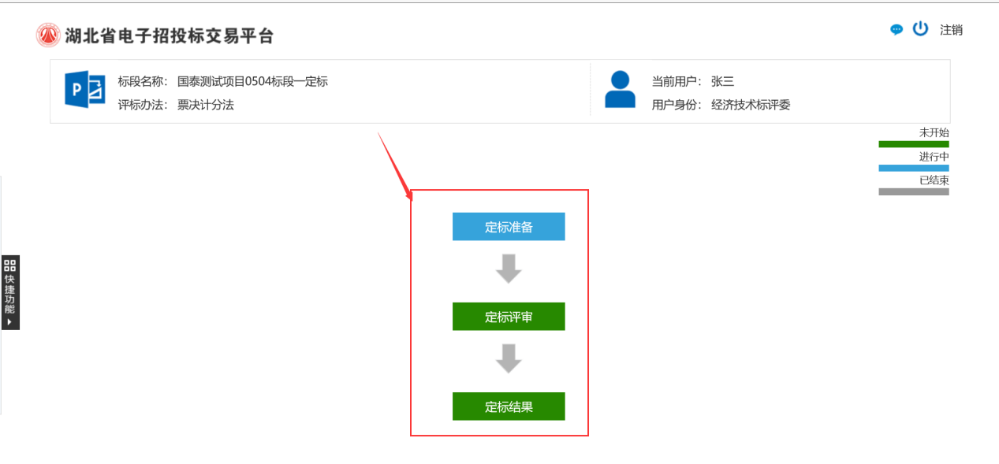 湖北省电子招投标交易平台
注销
标段名称： 国泰测试项目0504标段一定标
评标办法： 票决计分法
当前用户： 张三
用户身份： 经济技术标评委
未开始
进行中
已结束
快捷功能
定标准备
定标评审
定标结果